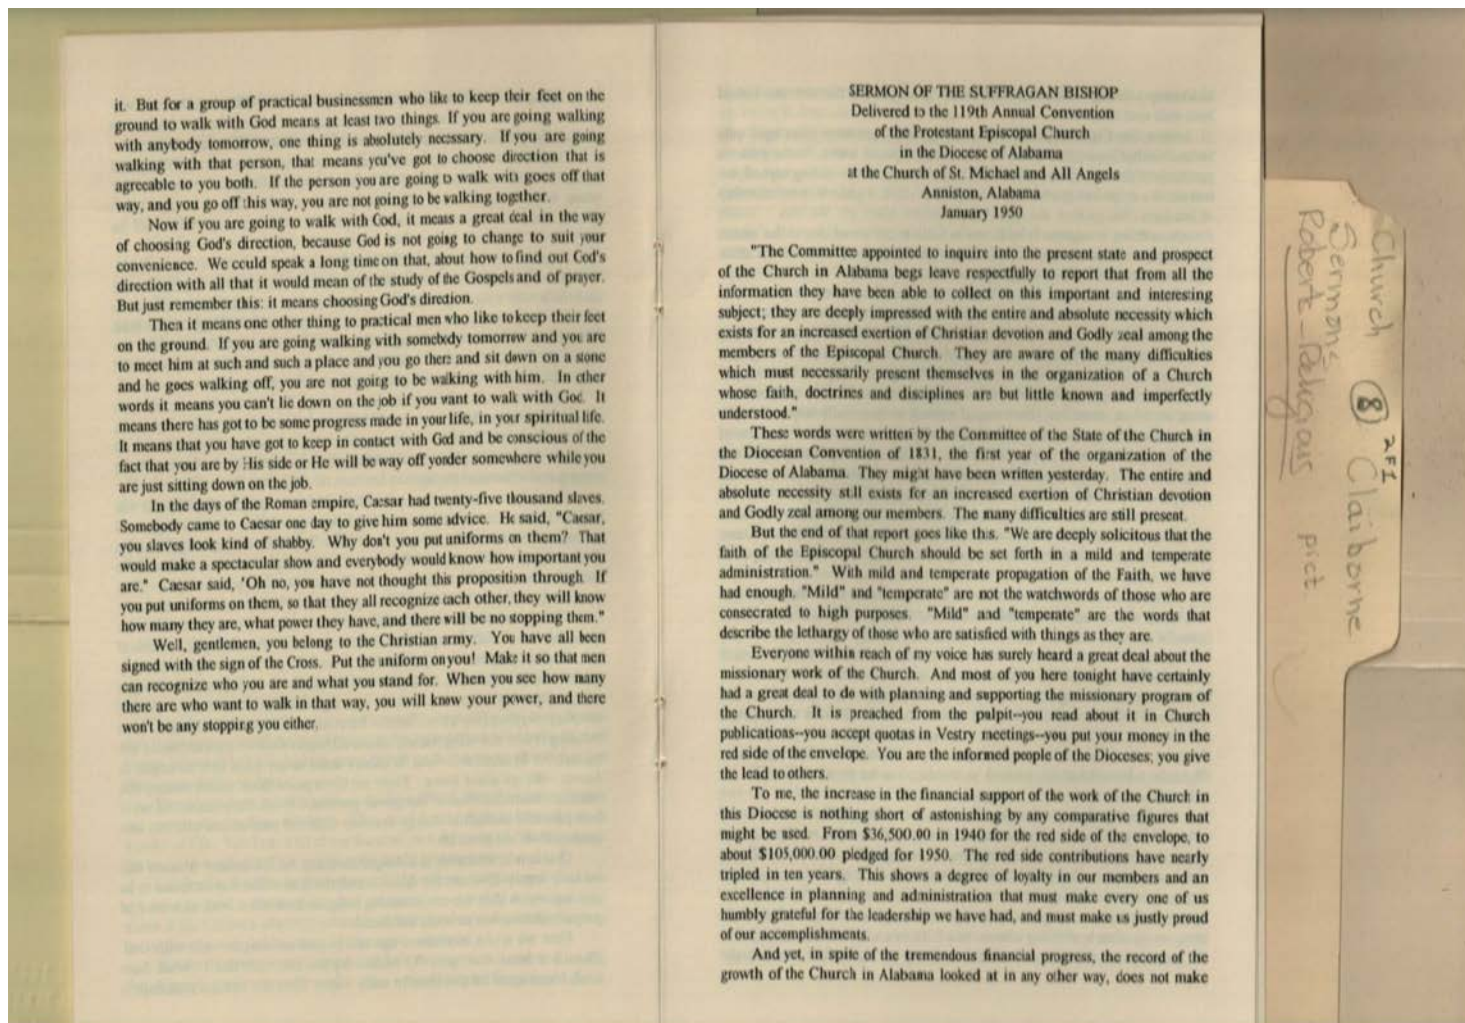 it. But for a group of practical businessmen who like to keep their feet on the
ground to walk with God means at least two things. If you are going walking
with anybody tomorrow, one thing is absolutely necessary. If you are going
walking with that person, that means you've got to choose direction that is
agreeable to you both. If the person you are going to walk with goes off that
way, and you go off this way, you are not going to be walking together.
Now if you are going to walk with God, it means a great deal in the way
of choosing God's direction, because God is not going to change to suit your
convenience. We could speak a long time on that, about how to find out God's
direction with all that it would mean of the study of the Gospels and of prayer.
But just remember this: it means choosing God's direction.
Then it means one other thing to practical men who like to keep their feet
on the ground. If you are going walking with somebody tomorrow and you are
to meet him at such and such a place and you go there and sit down on a stone
and he goes walking off, you are not going to be walking with him. In other
words it means you can't lie down on the job if you want to walk with God. It
means there has got to be some progress made in your life, in your spiritual life.
It means that you have got to keep in contact with God and be conscious of the
fact that you are by His side or He will be way off yonder somewhere while you
are just sitting down on the job.
In the days of the Roman empire, Caesar had twenty-five thousand slaves.
Somebody came to Caesar one day to give him some advice. He said, "Caesar,
you slaves look kind of shabby. Why don't you put uniforms on them? That
would make a spectacular show and everybody would know how important you
are." Caesar said, 'Oh no, you have not thought this proposition through. If
you put uniforms on them, so that they all recognize each other, they will know
how many they are, what power they have, and there will be no stopping them."
Well, gentlemen, you belong to the Christian army. You have all been
signed with the sign of the Cross. Put the uniform on you! Make it so that men
can recognize who you are and what you stand for. When you see how many
there are who want to walk in that way, you will know your power, and there
won't be any stopping you either.
SERMON OF THE SUFFRAGAN BISHOP
Delivered to the 119th Annual Convention
of the Protestant Episcopal Church
in the Diocese of Alabama
at the Church of St. Michael and All Angels
Anniston, Alabama
January 1950
"The Committee appointed to inquire into the present state and prospect
of the Church in Alabama begs leave respectfully to report that from all the
information they have been able to collect on this important and interesting
subject; they are deeply impressed with the entire and absolute necessity which
exists for an increased exertion of Christian devotion and Godly zeal among the
members of the Episcopal Church. They are aware of the many difficulties
which must necessarily present themselves in the organization of a Church
whose faith, doctrines and disciplines are but little known and imperfectly
understood."
These words were written by the Committee of the State of the Church in
the Diocesan Convention of 1831, the first year of the organization of the
Diocese of Alabama. They might have been written yesterday. The entire and
absolute necessity still exists for an increased exertion of Christian devotion
and Godly zeal among our members. The many difficulties are still present.
But the end of that report goes like this, "We are deeply solicitous that the
faith of the Episcopal Church should be set forth in a mild and temperate
administration." With mild and temperate propagation of the Faith, we have
had enough. "Mild" and "temperate" are not the watchwords of those who are
consecrated to high purposes. "Mild" and "temperate" are the words that
describe the lethargy of those who are satisfied with things as they are.
Everyone within reach of my voice has surely heard a great deal about the
missionary work of the Church. And most of you here tonight have certainly
had a great deal to do with planning and supporting the missionary program of
the Church. It is preached from the pulpit--you read about it in Church
publications--you accept quotas in Vestry meetings--you put your money in the
red side of the envelope. You are the informed people of the Dioceses; you give
the lead to others.
To me, the increase in the financial support of the work of the Church in
this Diocese is nothing short of astonishing by any comparative figures that
might be used. From $36,500.00 in 1940 for the red side of the envelope, to
about $105,000.00 pledged for 1950. The red side contributions have nearly
tripled in ten years. This shows a degree of loyalty in our members and an
excellence in planning and administration that must make every one of us
humbly grateful for the leadership we have had, and must make us justly proud
of our accomplishments.
And yet, in spite of the tremendous financial progress, the record of the
growth of the Church in Alabama looked at in any other way, does not make
Church 8 2F1 Claiborne
Sermons
Robert - Religious pict